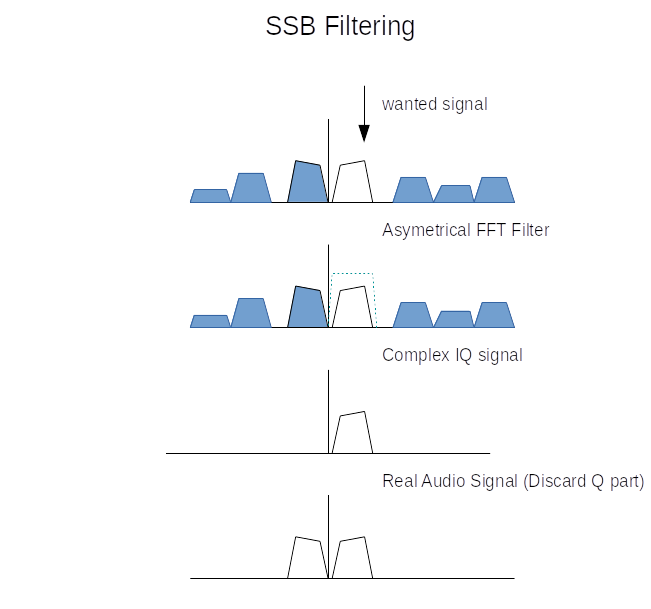 SSB Filtering
wanted signal
Asymetrical FFT Filter
Complex IQ signal
Real Audio Signal (Discard Q part)